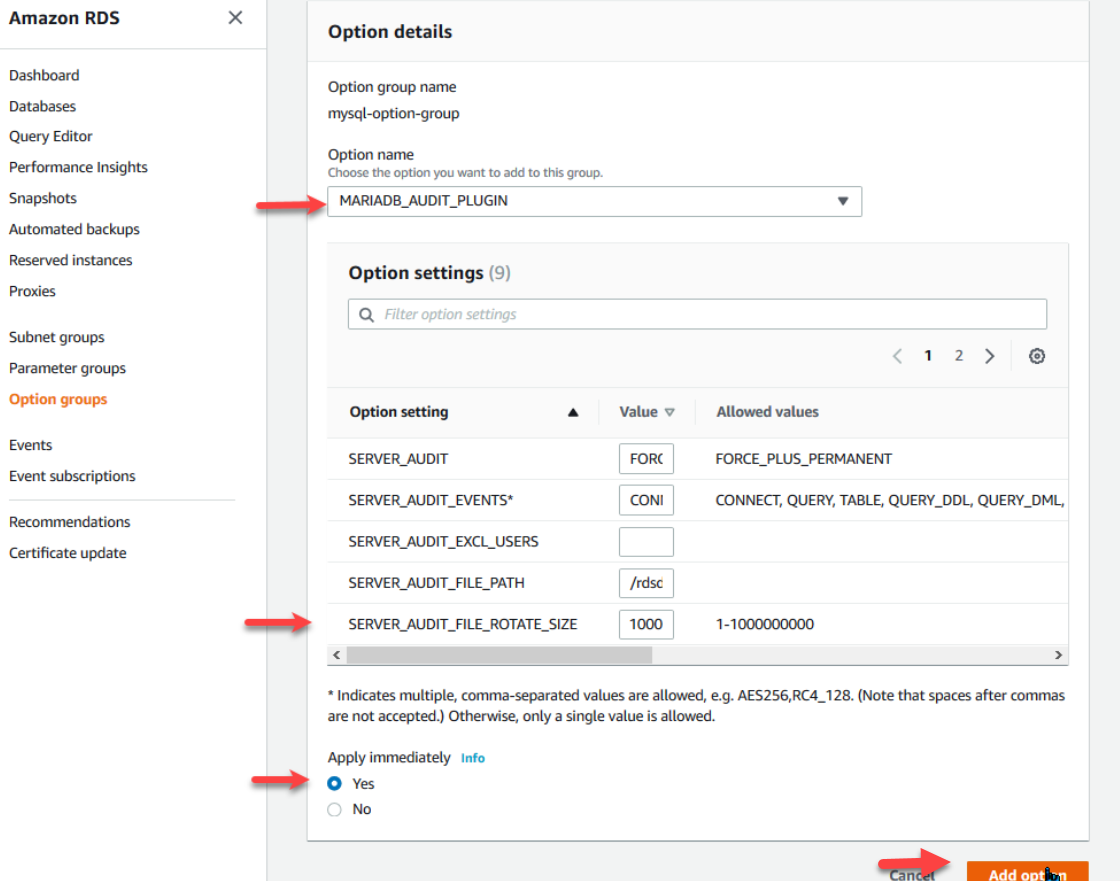 Amazon RDS
Dashboard
Databases
Query Editor
Performance Insights
Snapshots
Automated backups
Reserved instances
Proxies
Subnet groups
Parameter groups
Option groups
Events
Event subscriptions
Recommendations
Certificate update
Option details
Option group name
mysql-option-group
Option name
Choose the option you want to add to this group.
MARIADB_AUDIT_PLUGIN
Option settings (9)
Filter option settings
1 2
Option setting Value Allowed values
SERVER_AUDIT FORC FORCE_PLUS_PERMANENT
SERVER_AUDIT_EVENTS* CONI CONNECT, QUERY, TABLE, QUERY_DDL, QUERY_DML,
SERVER_AUDIT_EXCL_USERS
SERVER_AUDIT_FILE_PATH /rdsc
SERVER_AUDIT_FILE_ROTATE_SIZE 1000 1-1000000000
* Indicates multiple, comma-separated values are allowed, e.g. AES256,RC4_128. (Note that spaces after commas
are not accepted.) Otherwise, only a single value is allowed.
Apply immediately Info
Yes
No
Cancel Add option